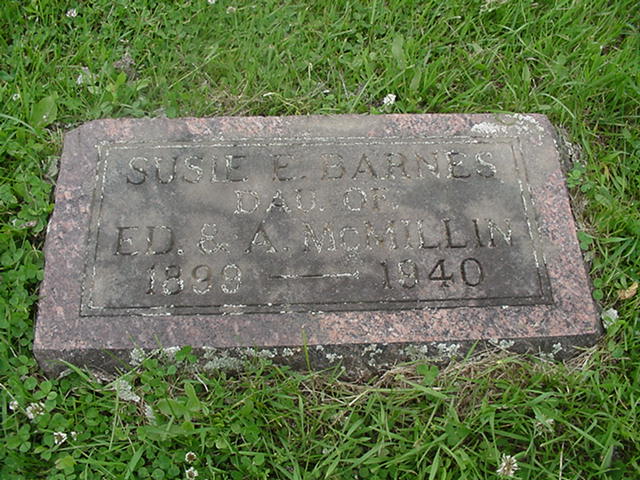 SUSIE E. BARNES
DAU. OF
ED. & A. MCMILLIN
1899 — 1940